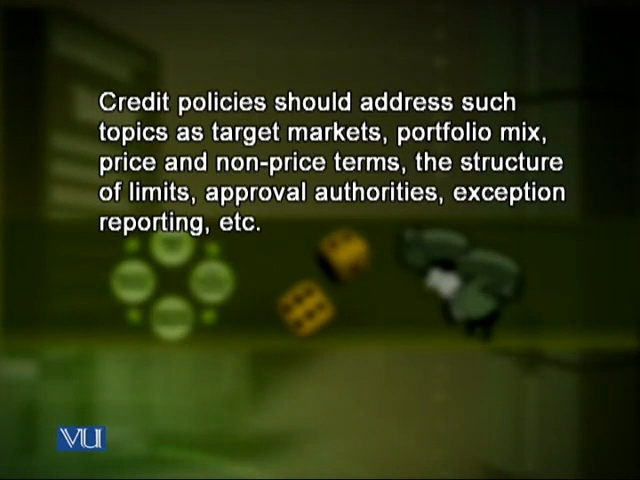 Credit policies should address such
topics as target markets, portfolio mix,
price and non-price terms, the structure
of limits, approval authorities, exception
reporting, etc.
VU